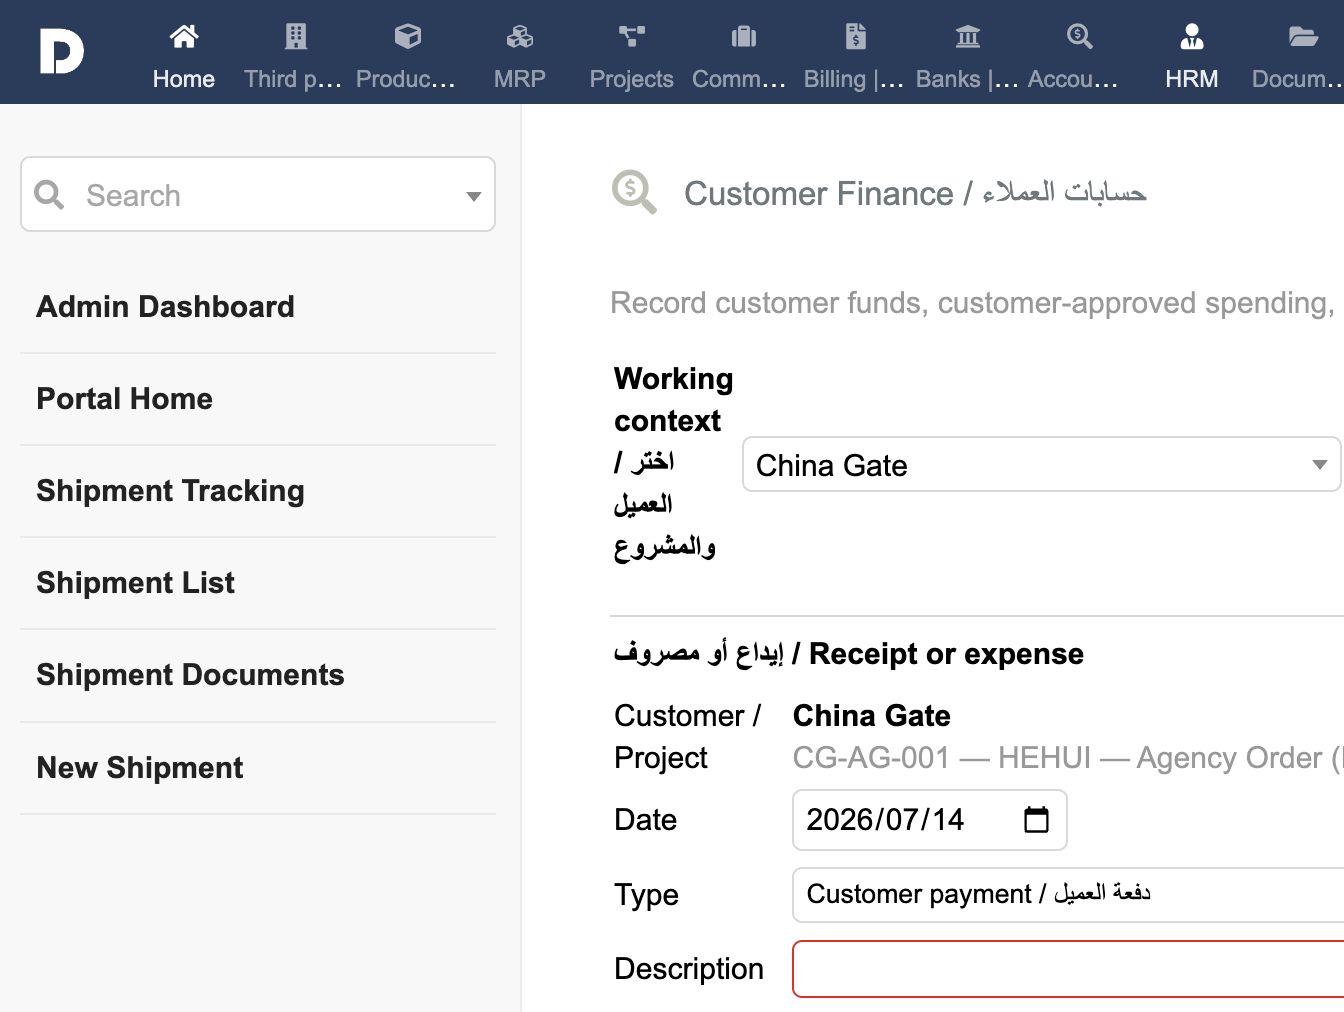 D
Home
Third p...
Produc...
MRP
Projects
Comm...
Billing |...
Banks |...
Accou...
HRM
Docum...
Search
Admin Dashboard
Portal Home
Shipment Tracking
Shipment List
Shipment Documents
New Shipment
Customer Finance / حسابات العملاء
Record customer funds, customer-approved spending,
Working
context
/ اختر
العميل
والمشروع
China Gate
إيداع أو مصروف / Receipt or expense
Customer /
Project
China Gate
CG-AG-001 — HEHUI — Agency Order (
Date
2026/07/14
Type
Customer payment / دفعة العميل
Description